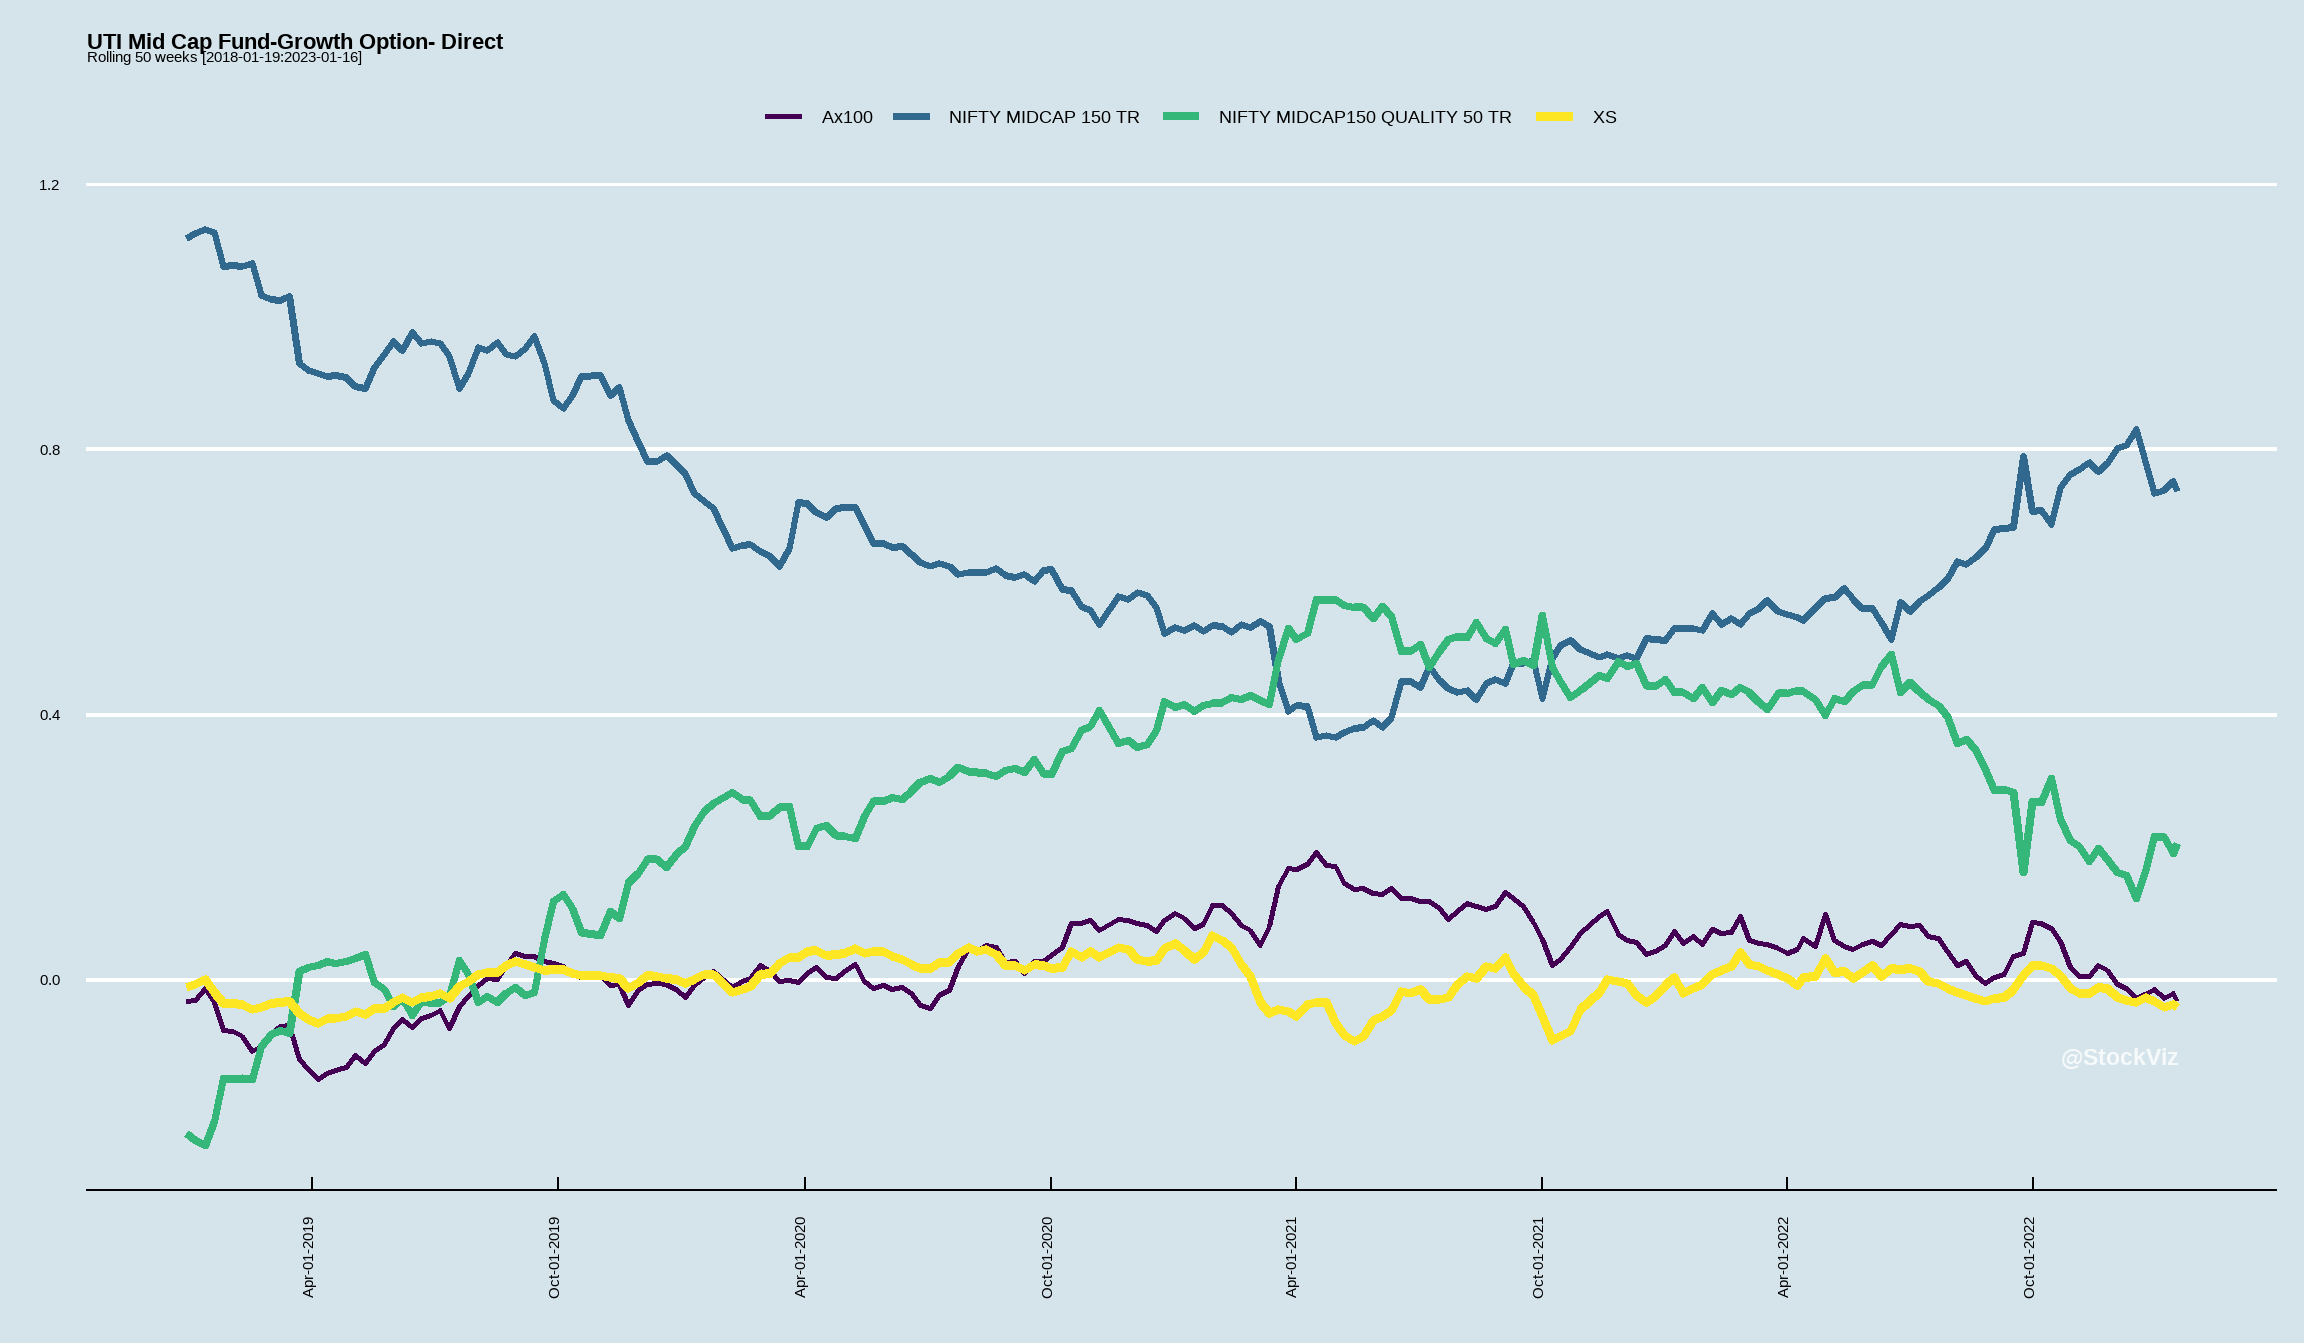 UTI Mid Cap Fund-Growth Option- Direct
Rolling 50 weeks [2018-01-19:2023-01-16]
Ax100 NIFTY MIDCAP 150 TR NIFTY MIDCAP150 QUALITY 50 TR XS
1.2
0.8
0.4
0.0
@StockViz
Apr-01-2019
Oct-01-2019
Apr-01-2020
Oct-01-2020
Apr-01-2021
Oct-01-2021
Apr-01-2022
Oct-01-2022